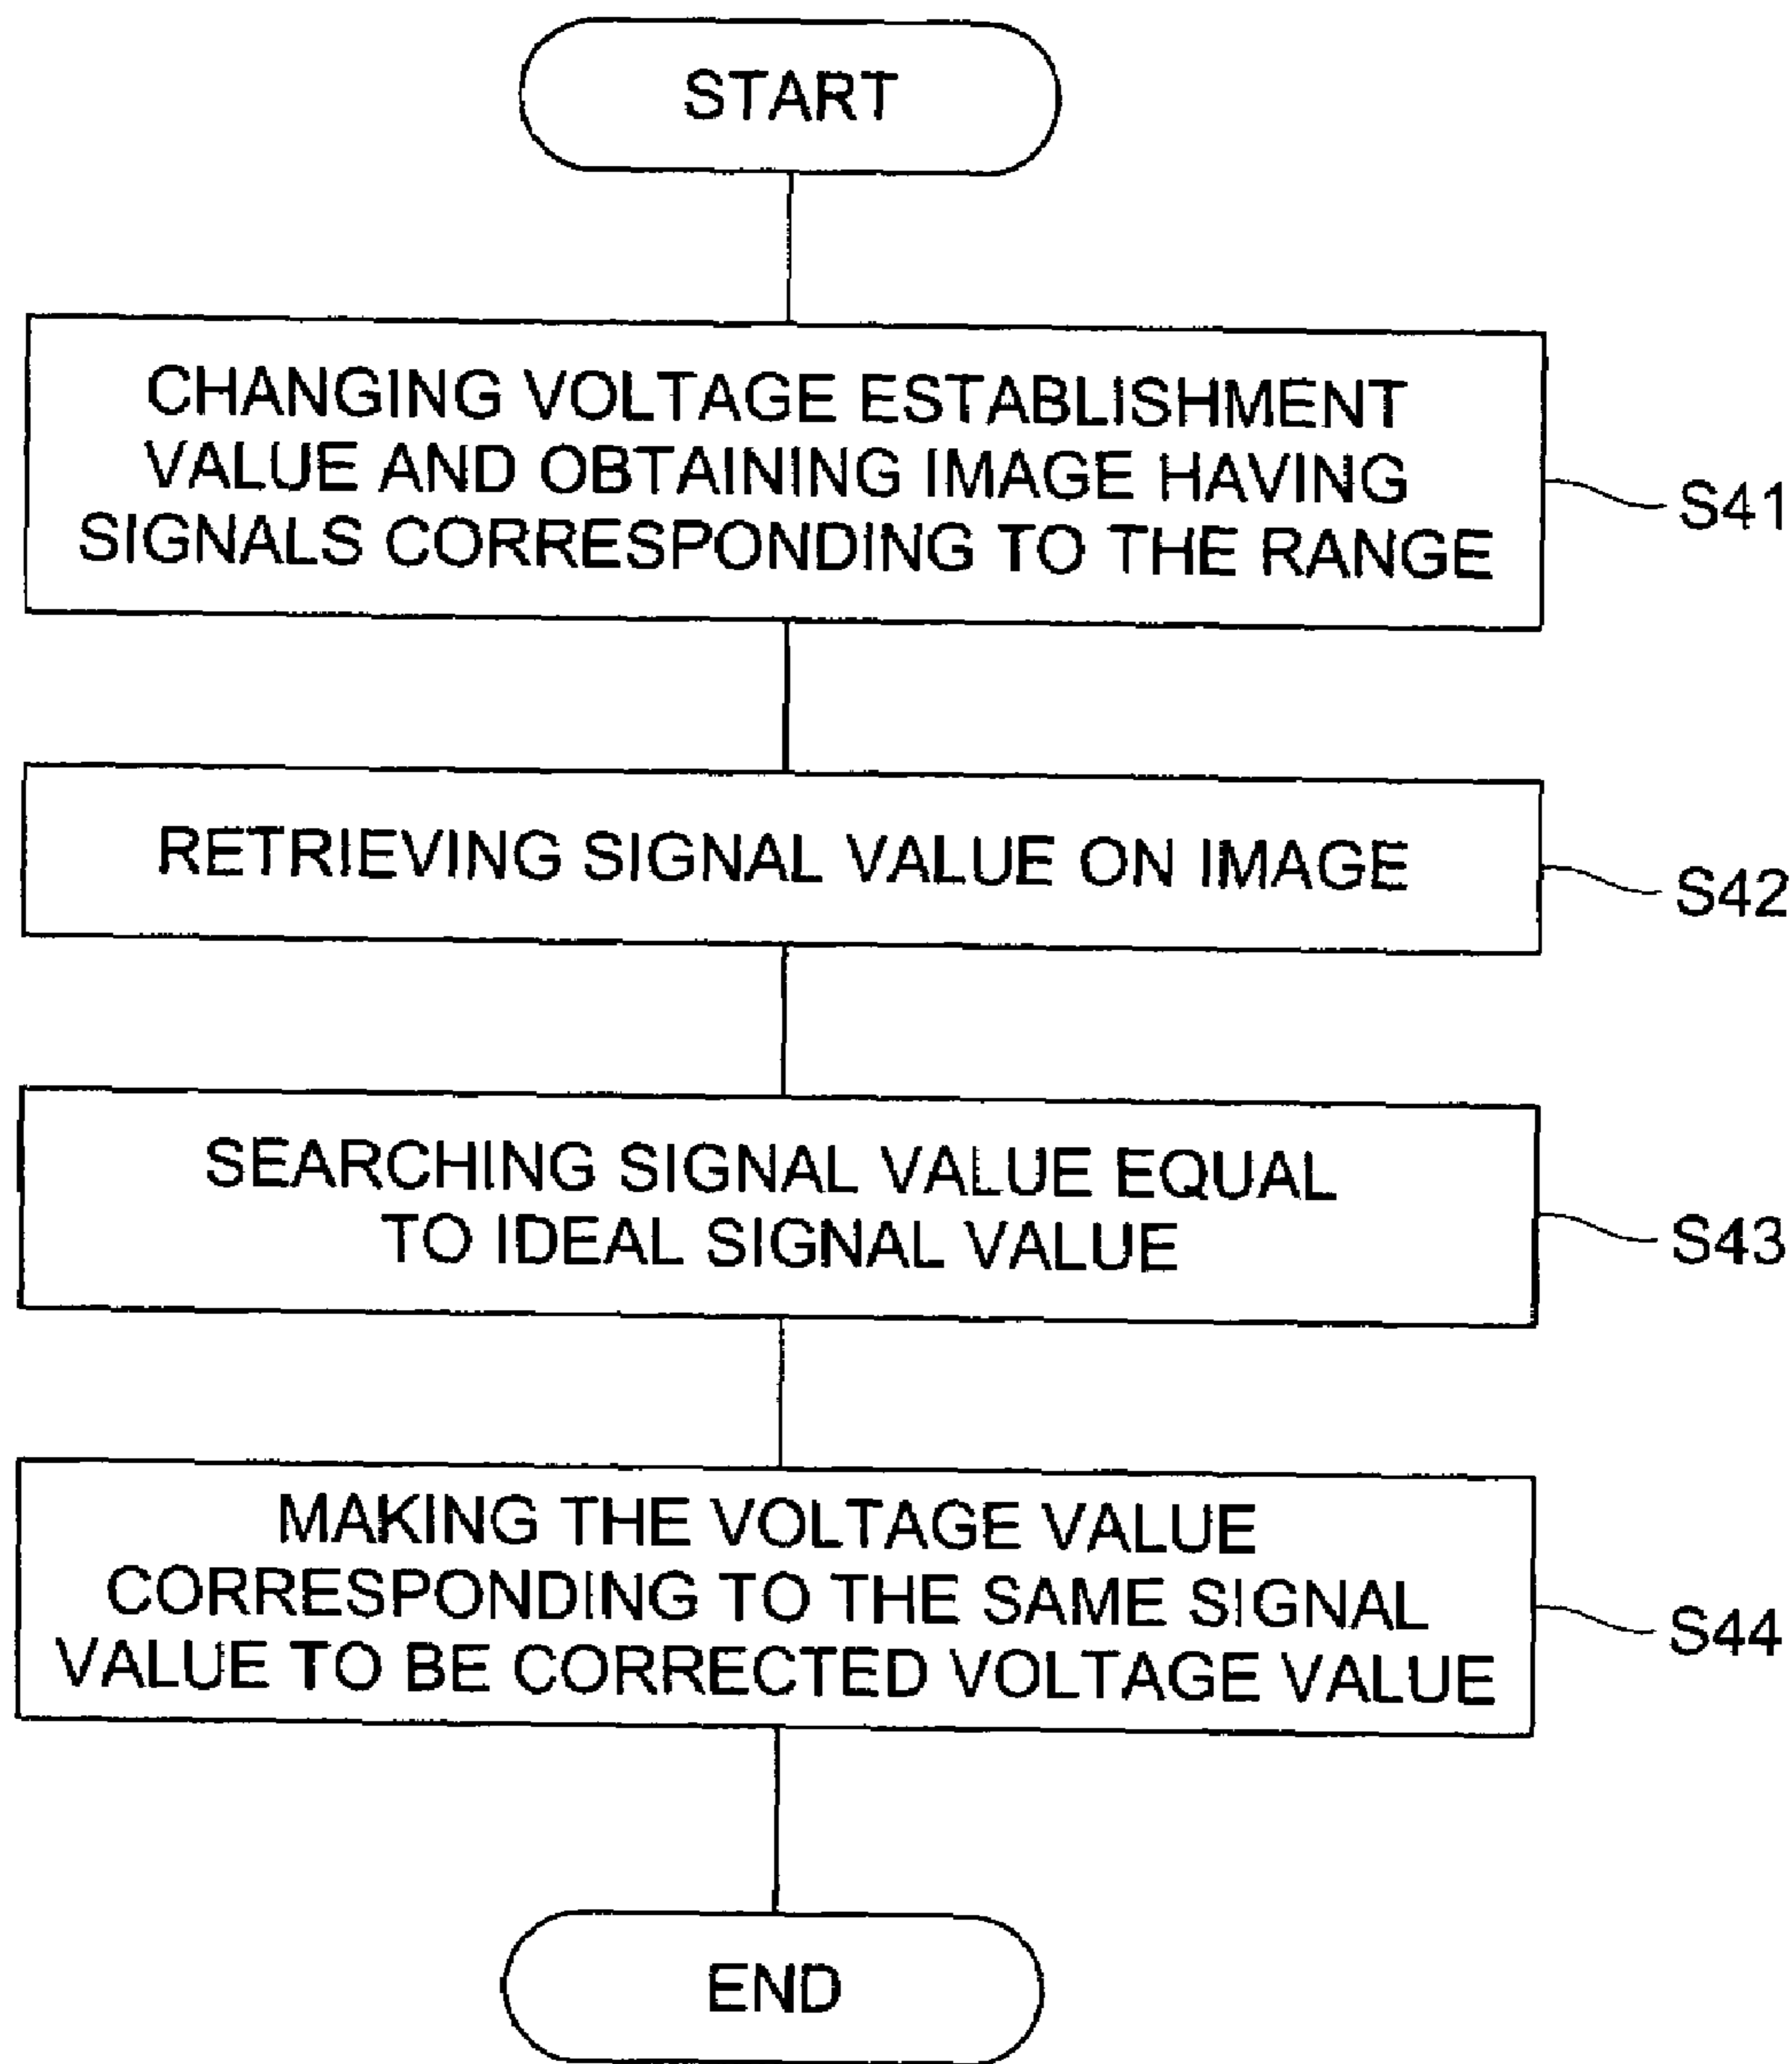 START
CHANGING VOLTAGE ESTABLISHMENT
VALUE AND OBTAINING IMAGE HAVING
SIGNALS CORRESPONDING TO THE RANGE
S41
RETRIEVING SIGNAL VALUE ON IMAGE
S42
SEARCHING SIGNAL VALUE EQUAL
TO IDEAL SIGNAL VALUE
S43
MAKING THE VOLTAGE VALUE
CORRESPONDING TO THE SAME SIGNAL
VALUE TO BE CORRECTED VOLTAGE VALUE
S44
END